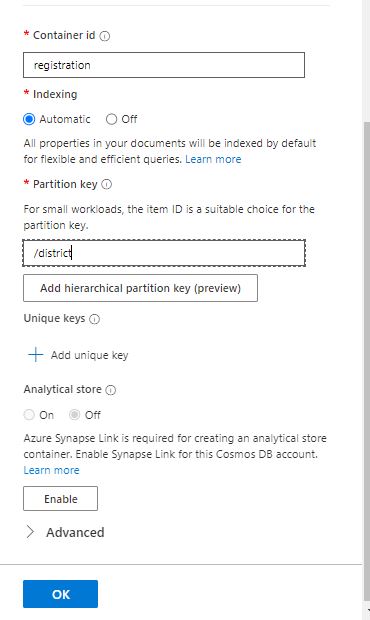 * Container id
registration
* Indexing
Automatic Off
All properties in your documents will be indexed by default
for flexible and efficient queries. Learn more
* Partition key
For small workloads, the item ID is a suitable choice for the
partition key.
/district
Add hierarchical partition key (preview)
Unique keys
Add unique key
Analytical store
On Off
Azure Synapse Link is required for creating an analytical store
container. Enable Synapse Link for this Cosmos DB account.
Learn more
Enable
Advanced
OK